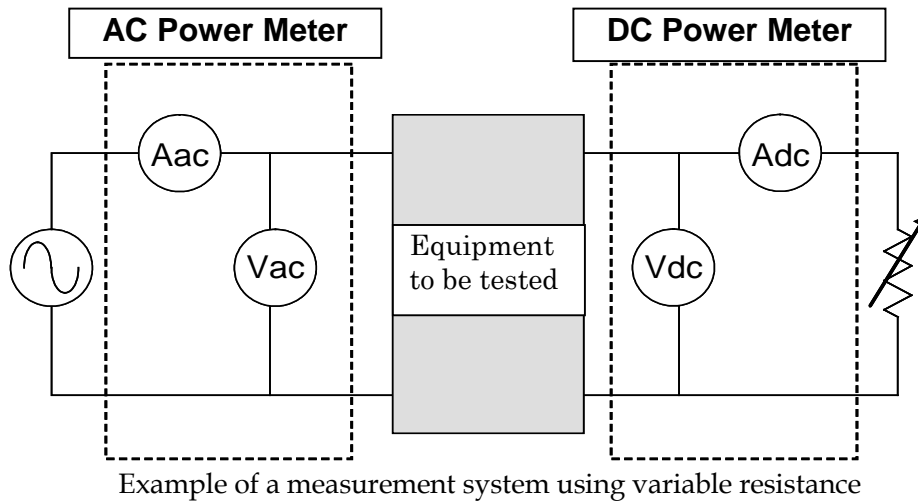 AC Power Meter
DC Power Meter
Aac
Adc
Vac
Equipment
to be tested
Vdc
Example of a measurement system using variable resistance